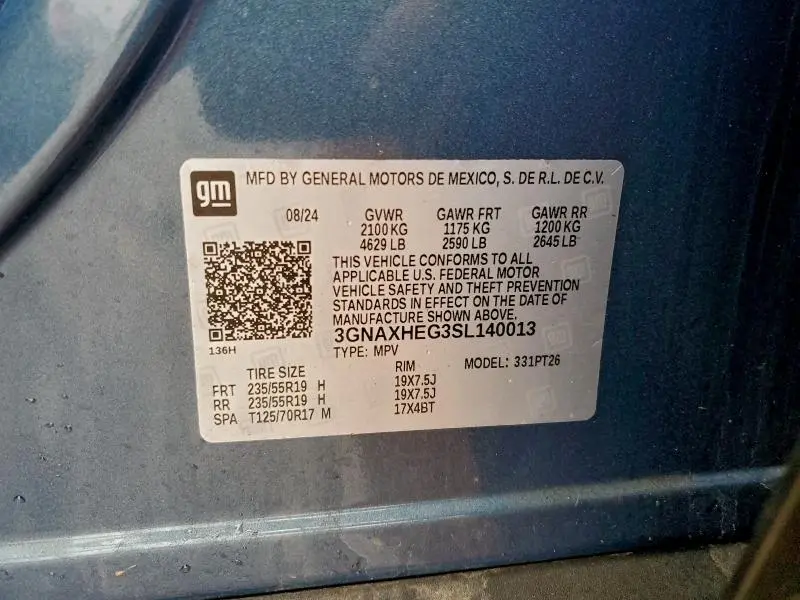 gm
MFD BY GENERAL MOTORS DE MEXICO, S. DE R.L. DE C.V.
08/24 GVWR GAWR FRT GAWR RR
2100 KG 1175 KG 1200 KG
4629 LB 2590 LB 2645 LB
THIS VEHICLE CONFORMS TO ALL
APPLICABLE U.S. FEDERAL MOTOR
VEHICLE SAFETY AND THEFT PREVENTION
STANDARDS IN EFFECT ON THE DATE OF
MANUFACTURE SHOWN ABOVE.
3GNAXHEG3SL140013
136H
TYPE: MPV MODEL: 331PT26
TIRE SIZE RIM
FRT 235/55R19 H 19X7.5J
RR 235/55R19 H 19X7.5J
SPA T125/70R17 M 17X4BT